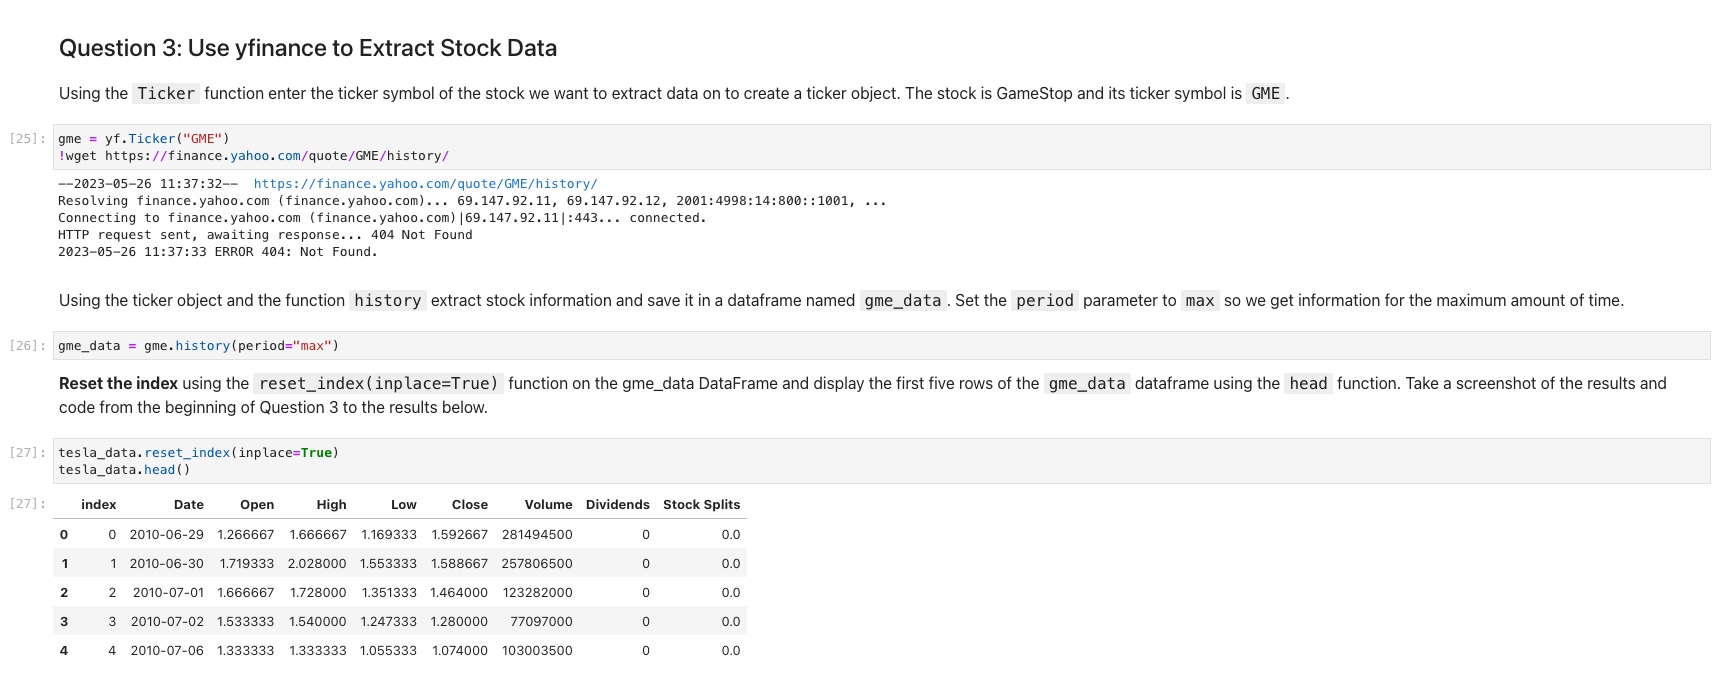 Question 3: Use yfinance to Extract Stock Data
Using the Ticker function enter the ticker symbol of the stock we want to extract data on to create a ticker object. The stock is GameStop and its ticker symbol is GME.
[25]: gme = yf.Ticker("GME")
!wget https://finance.yahoo.com/quote/GME/history/
--2023-05-26 11:37:32--  https://finance.yahoo.com/quote/GME/history/
Resolving finance.yahoo.com (finance.yahoo.com)... 69.147.92.11, 69.147.92.12, 2001:4998:14:800::1001, ...
Connecting to finance.yahoo.com (finance.yahoo.com)|69.147.92.11|:443... connected.
HTTP request sent, awaiting response... 404 Not Found
2023-05-26 11:37:33 ERROR 404: Not Found.
Using the ticker object and the function history extract stock information and save it in a dataframe named gme_data. Set the period parameter to max so we get information for the maximum amount of time.
[26]: gme_data = gme.history(period="max")
Reset the index using the reset_index(inplace=True) function on the gme_data DataFrame and display the first five rows of the gme_data dataframe using the head function. Take a screenshot of the results and
code from the beginning of Question 3 to the results below.
[27]: tesla_data.reset_index(inplace=True)
tesla_data.head()
[27]: index Date Open High Low Close Volume Dividends Stock Splits
0 0 2010-06-29 1.266667 1.666667 1.169333 1.592667 281494500 0 0.0
1 1 2010-06-30 1.719333 2.028000 1.553333 1.588667 257806500 0 0.0
2 2 2010-07-01 1.666667 1.728000 1.351333 1.464000 123282000 0 0.0
3 3 2010-07-02 1.533333 1.540000 1.247333 1.280000 77097000 0 0.0
4 4 2010-07-06 1.333333 1.333333 1.055333 1.074000 103003500 0 0.0